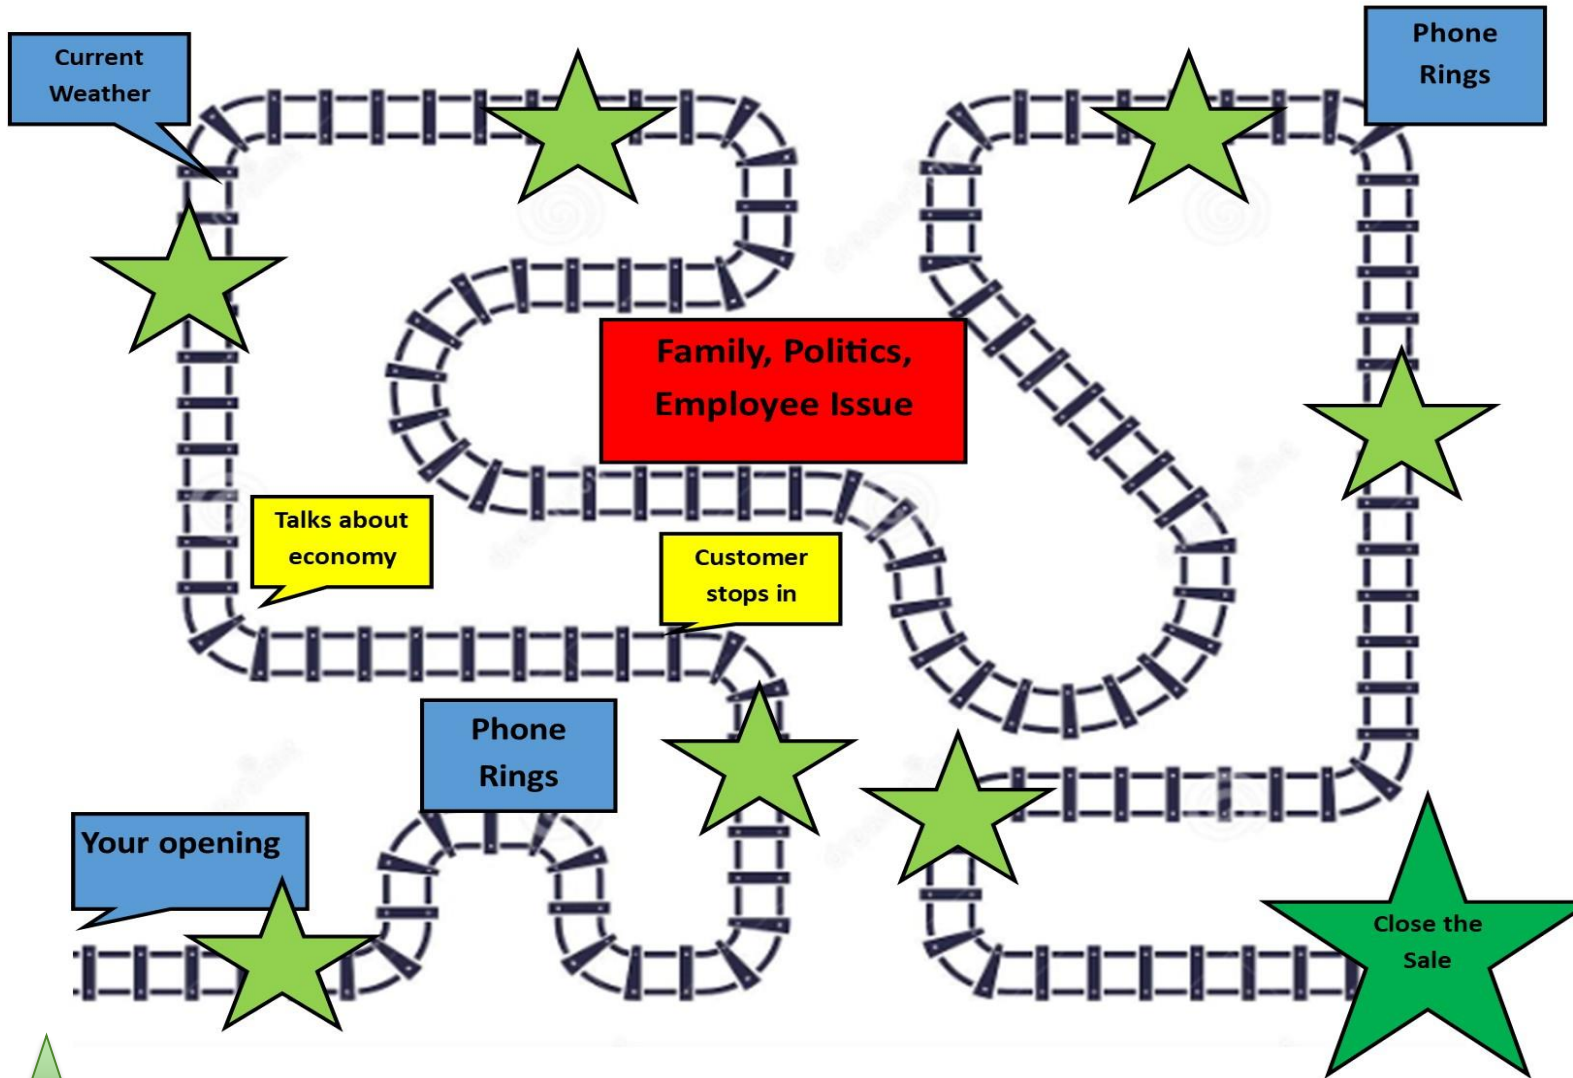 Current
Weather
Phone
Rings
Family, Politics,
Employee Issue
Talks about
economy
Customer
stops in
Phone
Rings
Your opening
Close the
Sale